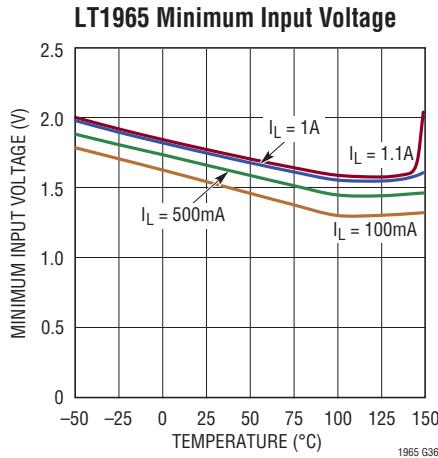 LT1965 Minimum Input Voltage
MINIMUM INPUT VOLTAGE (V)
2.5
2.0
1.5
1.0
0.5
0
IL = 1A
IL = 1.1A
IL = 500mA
IL = 100mA
–50 –25 0 25 50 75 100 125 150
TEMPERATURE (°C)
1965 G36